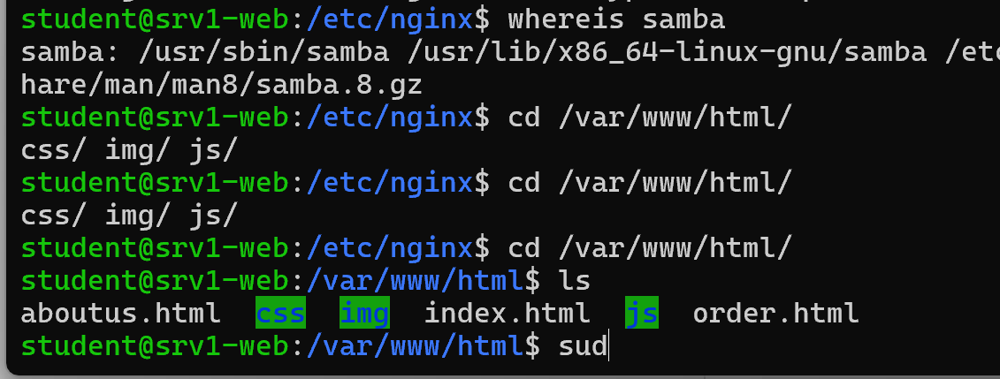 student@srv1-web:/etc/nginx$ whereis samba
samba: /usr/sbin/samba /usr/lib/x86_64-linux-gnu/samba /etc
hare/man/man8/samba.8.gz
student@srv1-web:/etc/nginx$ cd /var/www/html/
css/ img/ js/
student@srv1-web:/etc/nginx$ cd /var/www/html/
css/ img/ js/
student@srv1-web:/etc/nginx$ cd /var/www/html/
student@srv1-web:/var/www/html$ ls
aboutus.html  css  img  index.html  js  order.html
student@srv1-web:/var/www/html$ sud